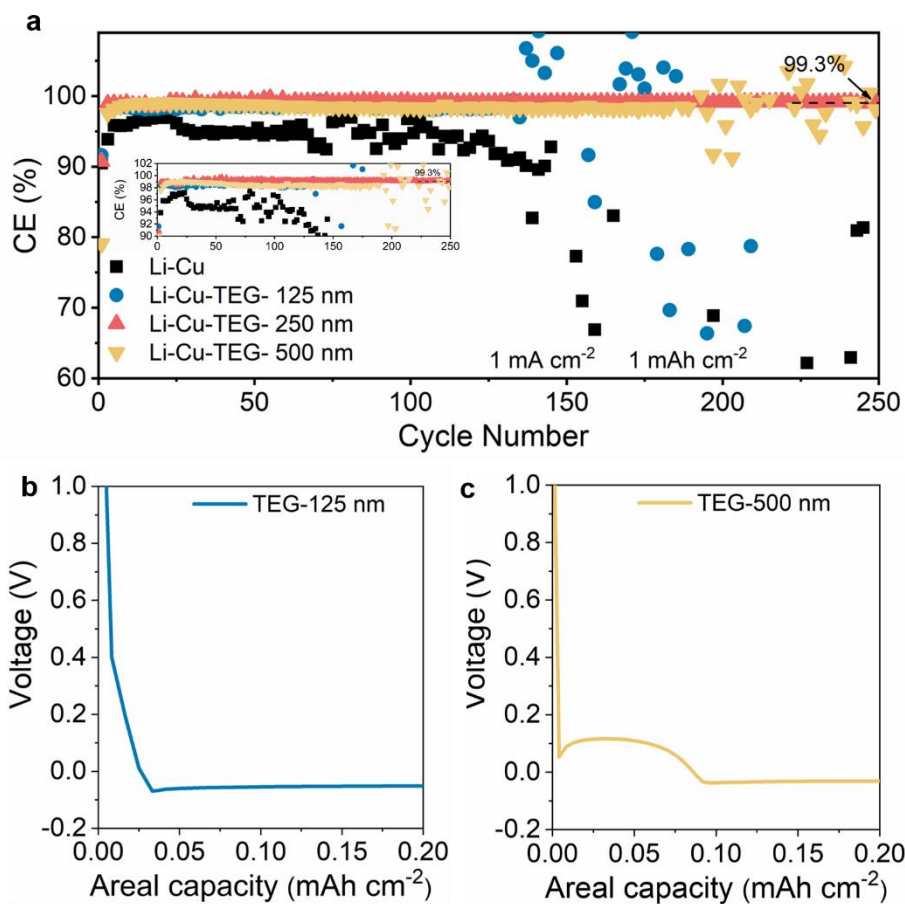 a
CE (%)
100
90
80
70
60
99.3%
CE (%)
102
100
98
96
94
92
90
99.3%
0 50 100 150 200 250
Li-Cu
Li-Cu-TEG- 125 nm
Li-Cu-TEG- 250 nm
Li-Cu-TEG- 500 nm
1 mA cm⁻² 1 mAh cm⁻²
0 50 100 150 200 250
Cycle Number
b
Voltage (V)
1.0
0.8
0.6
0.4
0.2
0.0
-0.2
TEG-125 nm
0.00 0.05 0.10 0.15 0.20
Areal capacity (mAh cm⁻²)
c
Voltage (V)
1.0
0.8
0.6
0.4
0.2
0.0
-0.2
TEG-500 nm
0.00 0.05 0.10 0.15 0.20
Areal capacity (mAh cm⁻²)